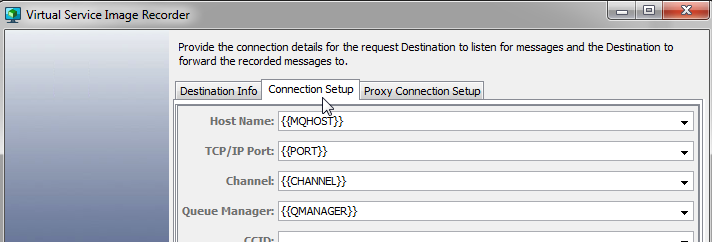 Virtual Service Image Recorder
Provide the connection details for the request Destination to listen for messages and the Destination to
forward the recorded messages to.
Destination Info Connection Setup Proxy Connection Setup
Host Name: {{MQHOST}}
TCP/IP Port: {{PORT}}
Channel: {{CHANNEL}}
Queue Manager: {{QMANAGER}}
CCID: